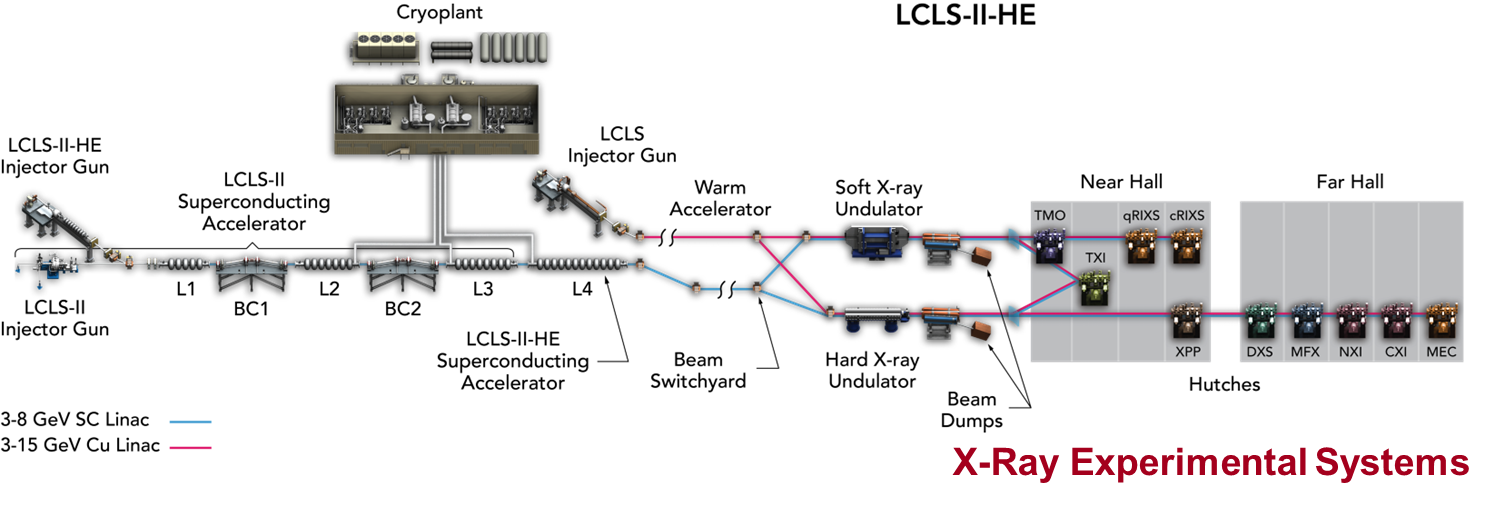 Cryoplant
LCLS-II-HE
LCLS-II-HE
Injector Gun
LCLS-II
Superconducting
Accelerator
LCLS
Injector Gun
Warm
Accelerator
Soft X-ray
Undulator
Near Hall
Far Hall
TMO
qRIXS
cRIXS
TXI
LCLS-II
Injector Gun
L1
BC1
L2
BC2
L3
L4
LCLS-II-HE
Superconducting
Accelerator
Beam
Switchyard
Hard X-ray
Undulator
Beam
Dumps
XPP
DXS
MFX
NXI
CXI
MEC
Hutches
3-8 GeV SC Linac
3-15 GeV Cu Linac
X-Ray Experimental Systems